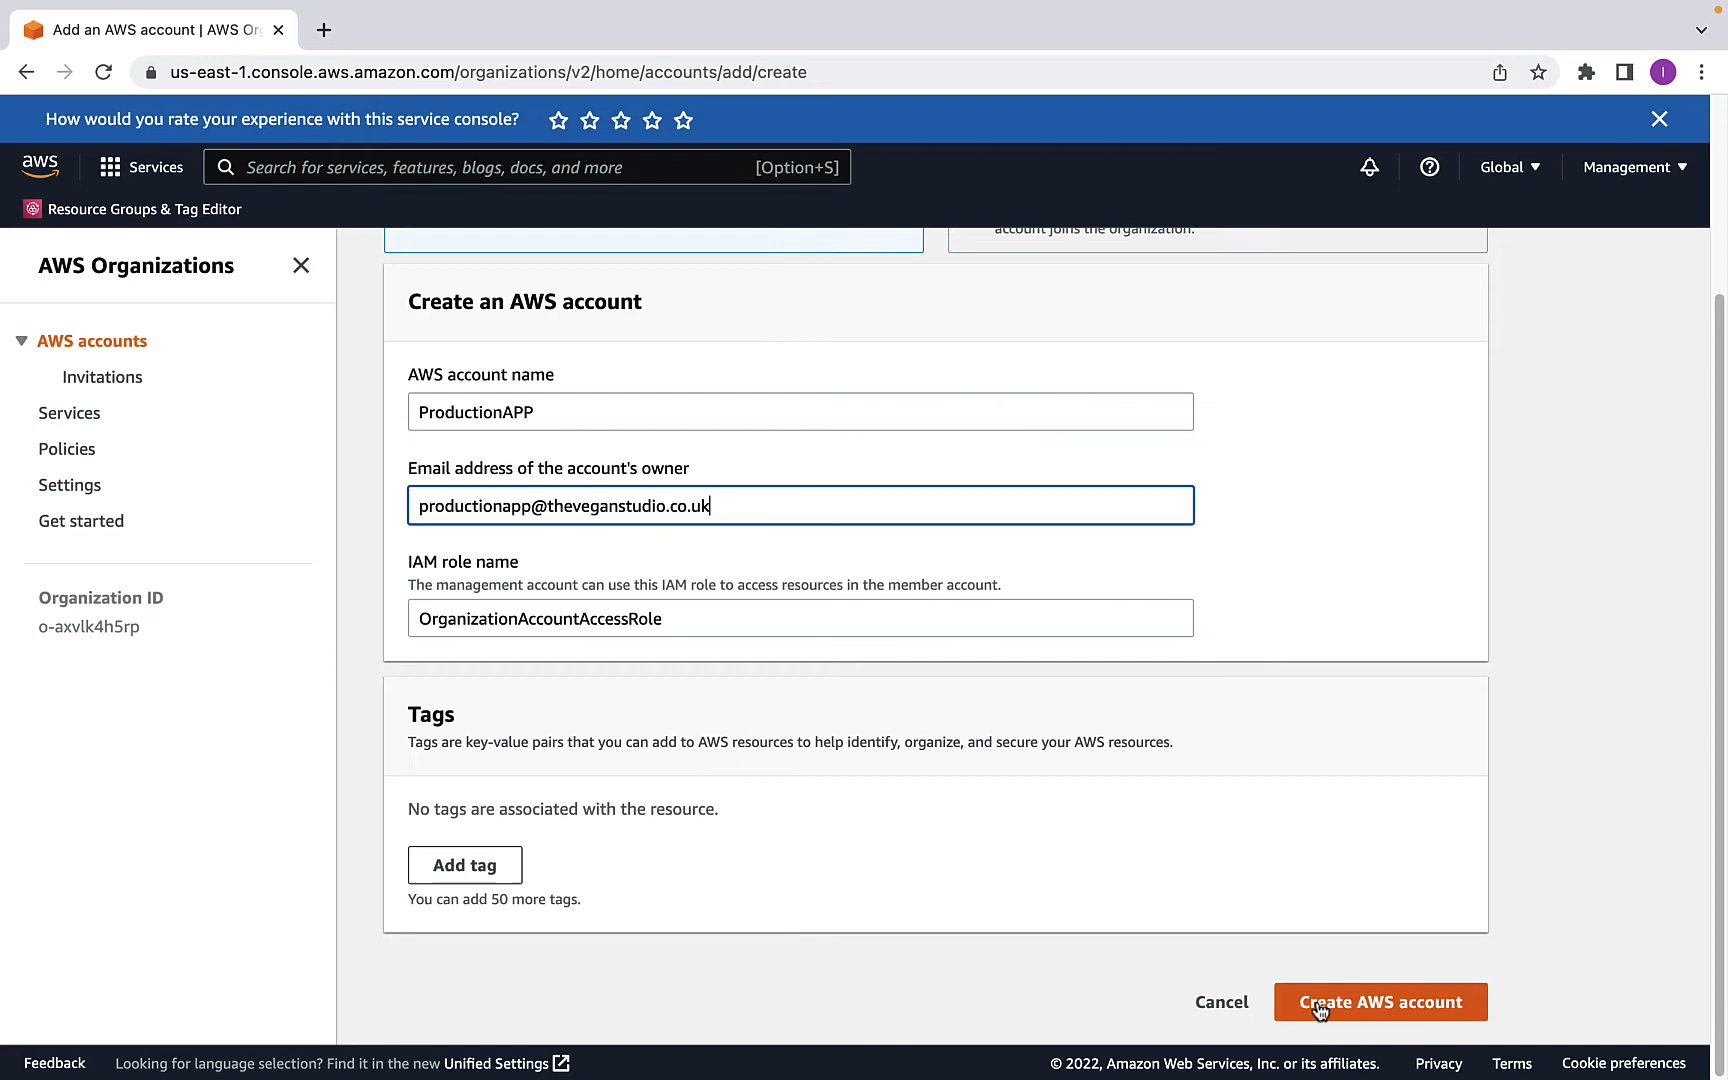 Add an AWS account | AWS Or
us-east-1.console.aws.amazon.com/organizations/v2/home/accounts/add/create
I
How would you rate your experience with this service console?
aws
Services
Search for services, features, blogs, docs, and more
[Option+S]
Global
Management
Resource Groups & Tag Editor
AWS Organizations
AWS accounts
Invitations
Services
Policies
Settings
Get started
Organization ID
o-axvlk4h5rp
account joins the organization.
Create an AWS account
AWS account name
ProductionAPP
Email address of the account's owner
productionapp@theveganstudio.co.uk
IAM role name
The management account can use this IAM role to access resources in the member account.
OrganizationAccountAccessRole
Tags
Tags are key-value pairs that you can add to AWS resources to help identify, organize, and secure your AWS resources.
No tags are associated with the resource.
Add tag
You can add 50 more tags.
Cancel
Create AWS account
Feedback
Looking for language selection? Find it in the new Unified Settings
© 2022, Amazon Web Services, Inc. or its affiliates.
Privacy
Terms
Cookie preferences